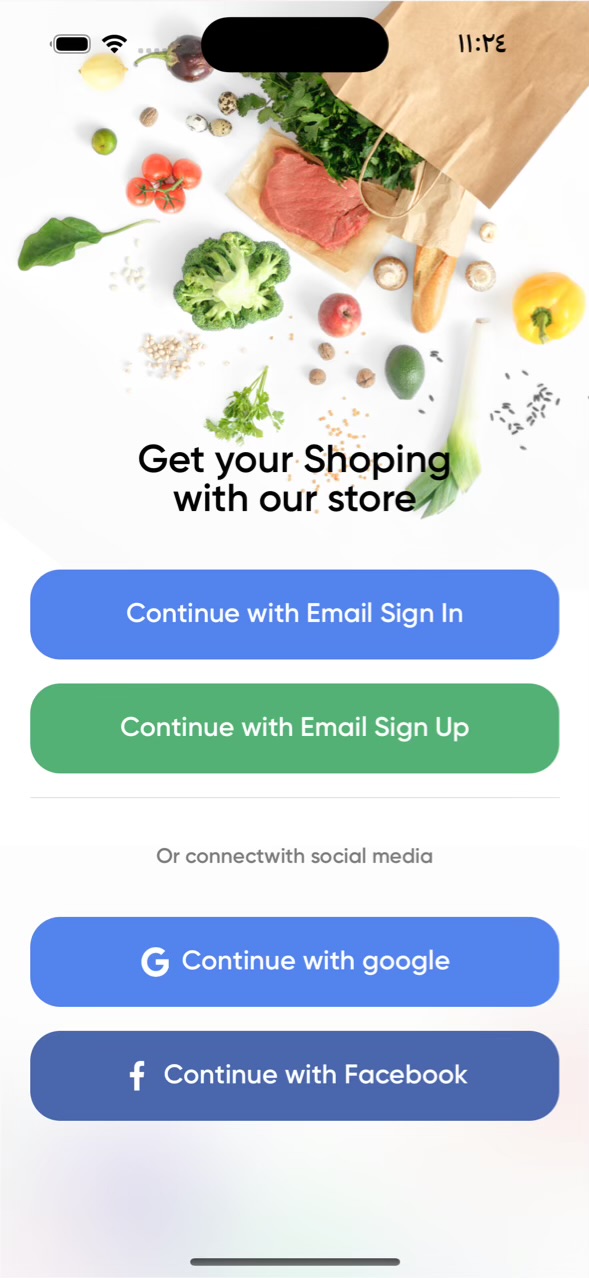 ١١:٢٤
Get your Shoping
with our store
Continue with Email Sign In
Continue with Email Sign Up
Or connectwith social media
G Continue with google
f Continue with Facebook